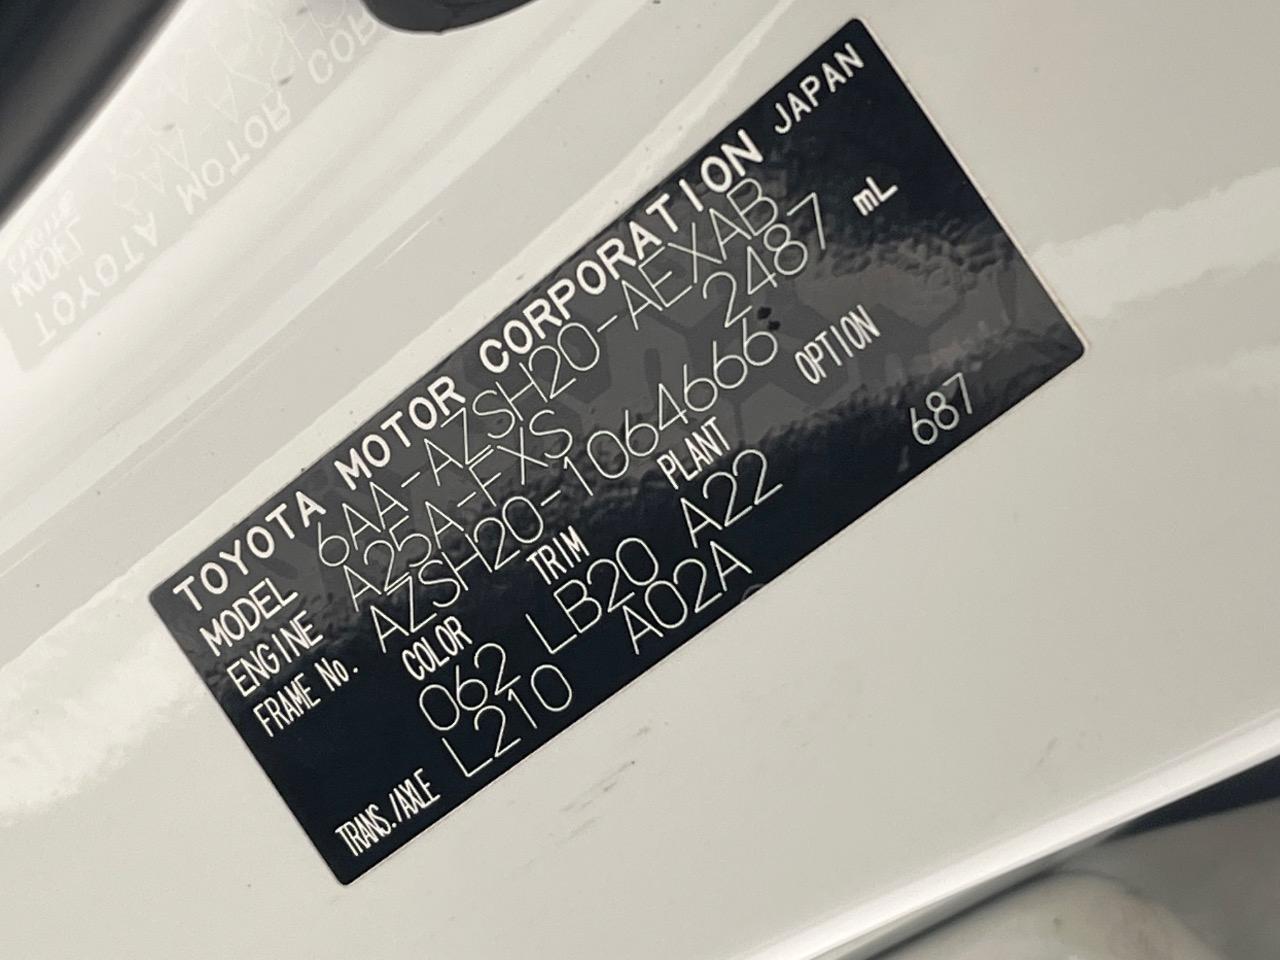 TOYOTA MOTOR CORPORATION JAPAN
MODEL 6AA-AZSH20-AEXAB
ENGINE A25A-FXS 2487 mL
FRAME No. AZSH20-1064666
COLOR TRIM PLANT OPTION
062 LB20 A22 687
TRANS./AXLE L210 A02A